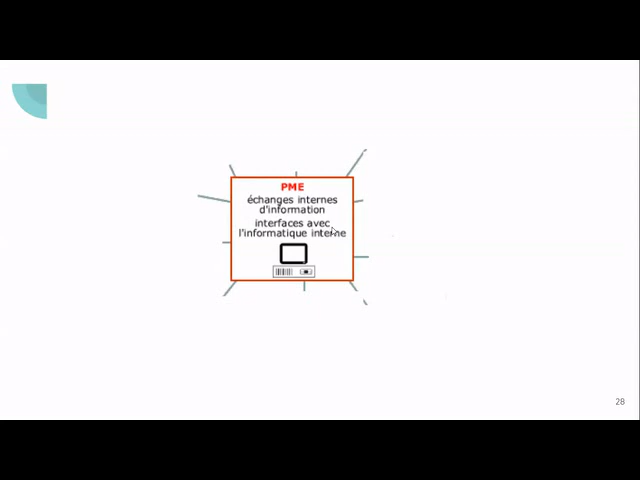 PME
échanges internes
d'information
interfaces avec
l'informatique interne
28